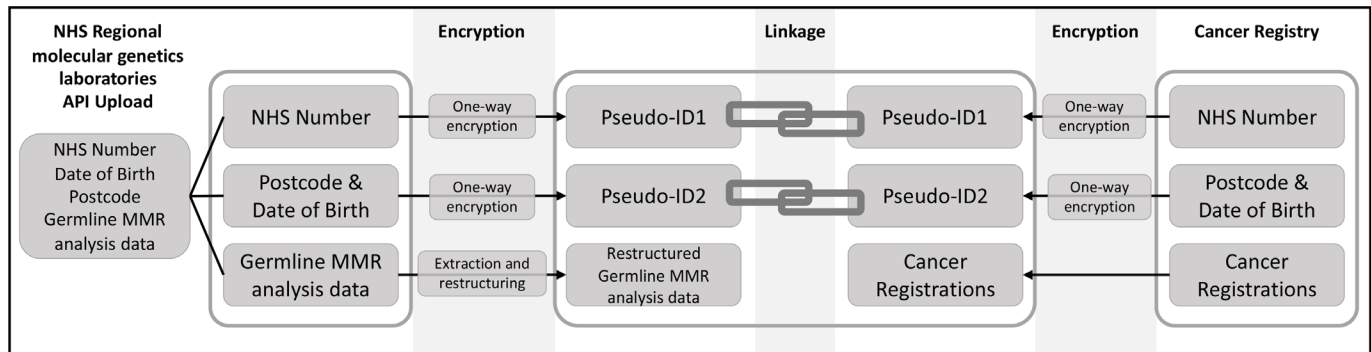 NHS Regional
molecular genetics
laboratories
API Upload
NHS Number
Date of Birth
Postcode
Germline MMR
analysis data
NHS Number
Postcode &
Date of Birth
Germline MMR
analysis data
Encryption
One-way
encryption
One-way
encryption
Extraction and
restructuring
Pseudo-ID1
Pseudo-ID2
Restructured
Germline MMR
analysis data
Linkage
Pseudo-ID1
Pseudo-ID2
Cancer
Registrations
Encryption
One-way
encryption
One-way
encryption
Cancer Registry
NHS Number
Postcode &
Date of Birth
Cancer
Registrations